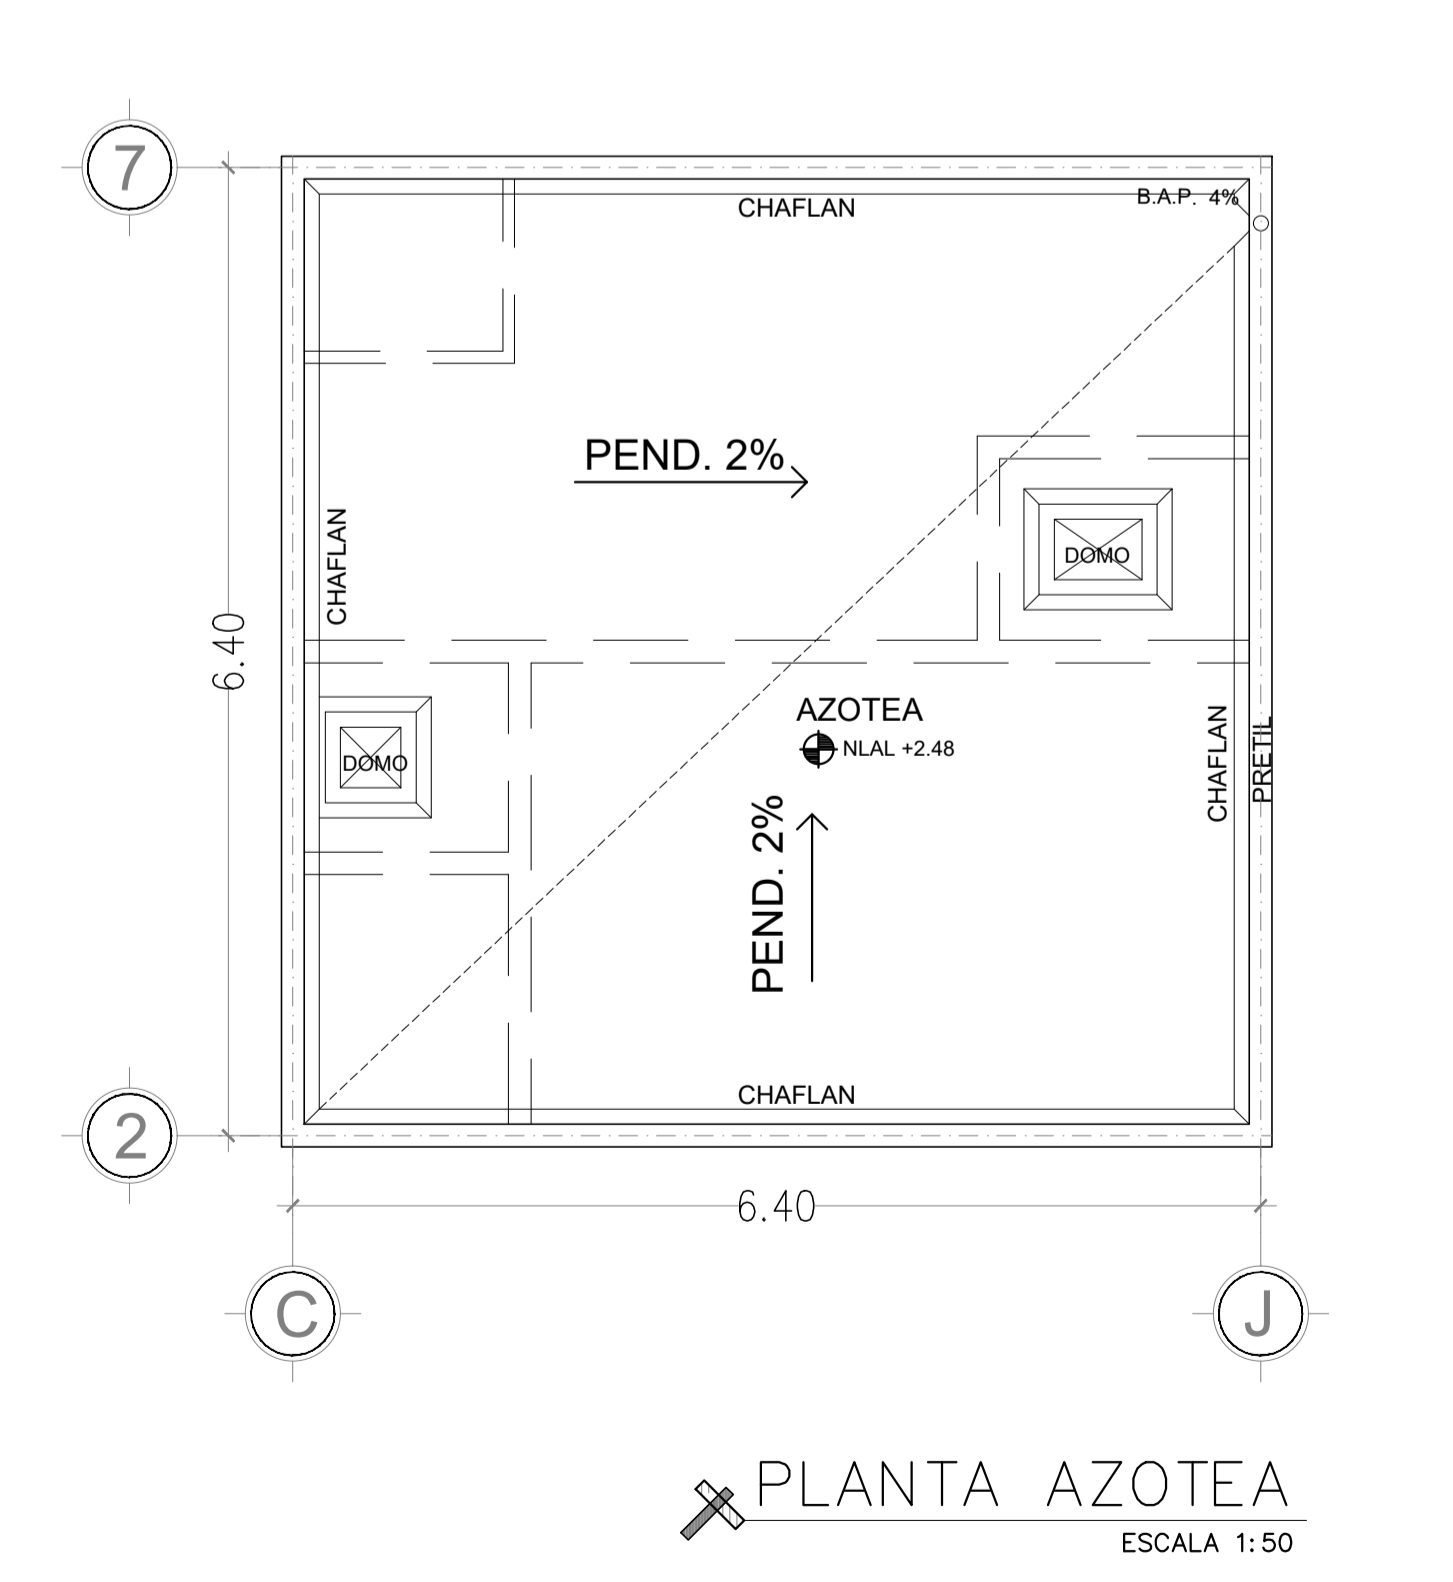 7
CHAFLAN
B.A.P. 4%
PEND. 2%
CHAFLAN
DOMO
6.40
AZOTEA
NLAL +2.48
CHAFLAN
PRETIL
DOMO
PEND. 2%
CHAFLAN
2
6.40
C
J
PLANTA AZOTEA
ESCALA 1:50